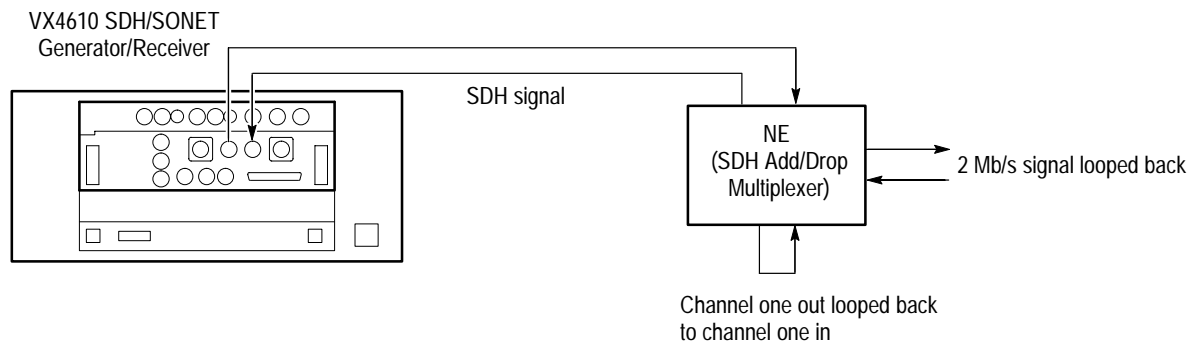 VX4610 SDH/SONET
Generator/Receiver
SDH signal
NE
(SDH Add/Drop
Multiplexer)
2 Mb/s signal looped back
Channel one out looped back
to channel one in